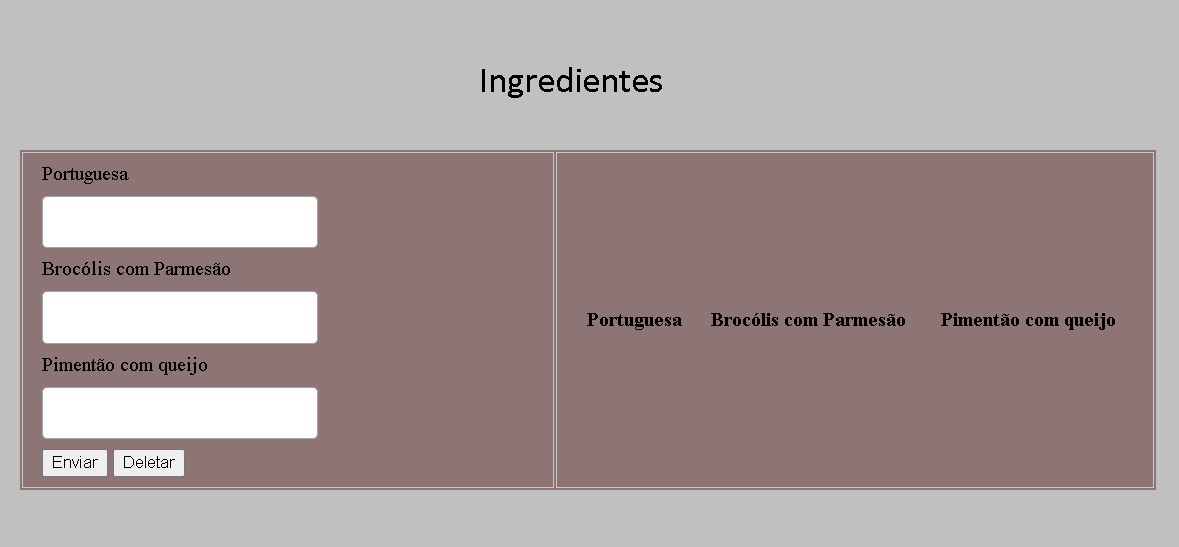 Ingredientes
Portuguesa
Brocólis com Parmesão
Pimentão com queijo
Enviar Deletar
Portuguesa Brocólis com Parmesão Pimentão com queijo